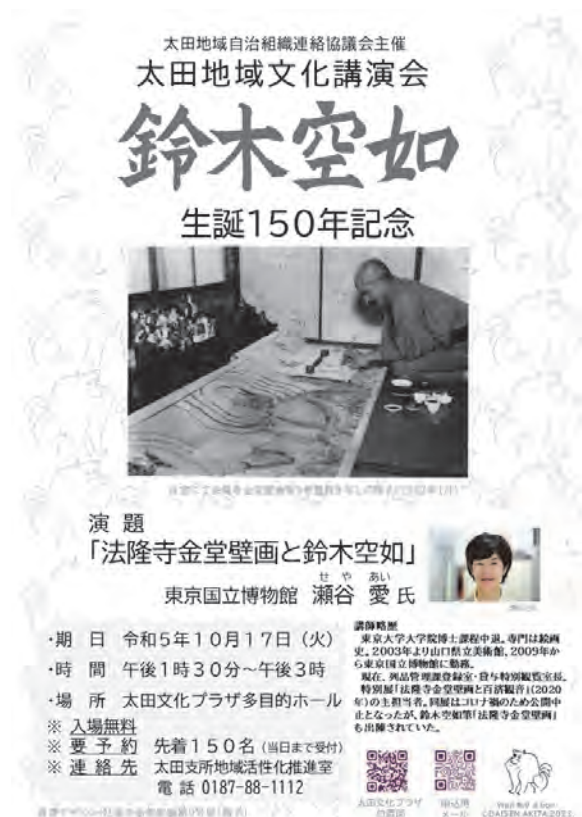 太田地域自治組織連絡協議会主催
太田地域文化講演会
鈴木空如
生誕150年記念
演 題
「法隆寺金堂壁画と鈴木空如」
せ や あい
東京国立博物館 瀬谷 愛 氏
・期 日 令和5年10月17日(火)
・時 間 午後1時30分~午後3時
・場 所 太田文化プラザ多目的ホール
※ 入場無料
※ 要 予 約 先着150名(当日まで受付)
※ 連 絡 先 太田支所地域活性化推進室
電 話 0187-88-1112
講師略歴
東京大学大学院博士課程中退。専門は絵画
史。2003年より山口県立美術館、2009年か
ら東京国立博物館に勤務。
現在、列品管理課登録室・貸与特別観覧室長。
特別展「法隆寺金堂壁画と百済観音」(2020
年)の主担当者。同展はコロナ禍のため公開中
止となったが、鈴木空如筆「法隆寺金堂壁画」
も出陳されていた。
太田文化プラザ
申込用
メール